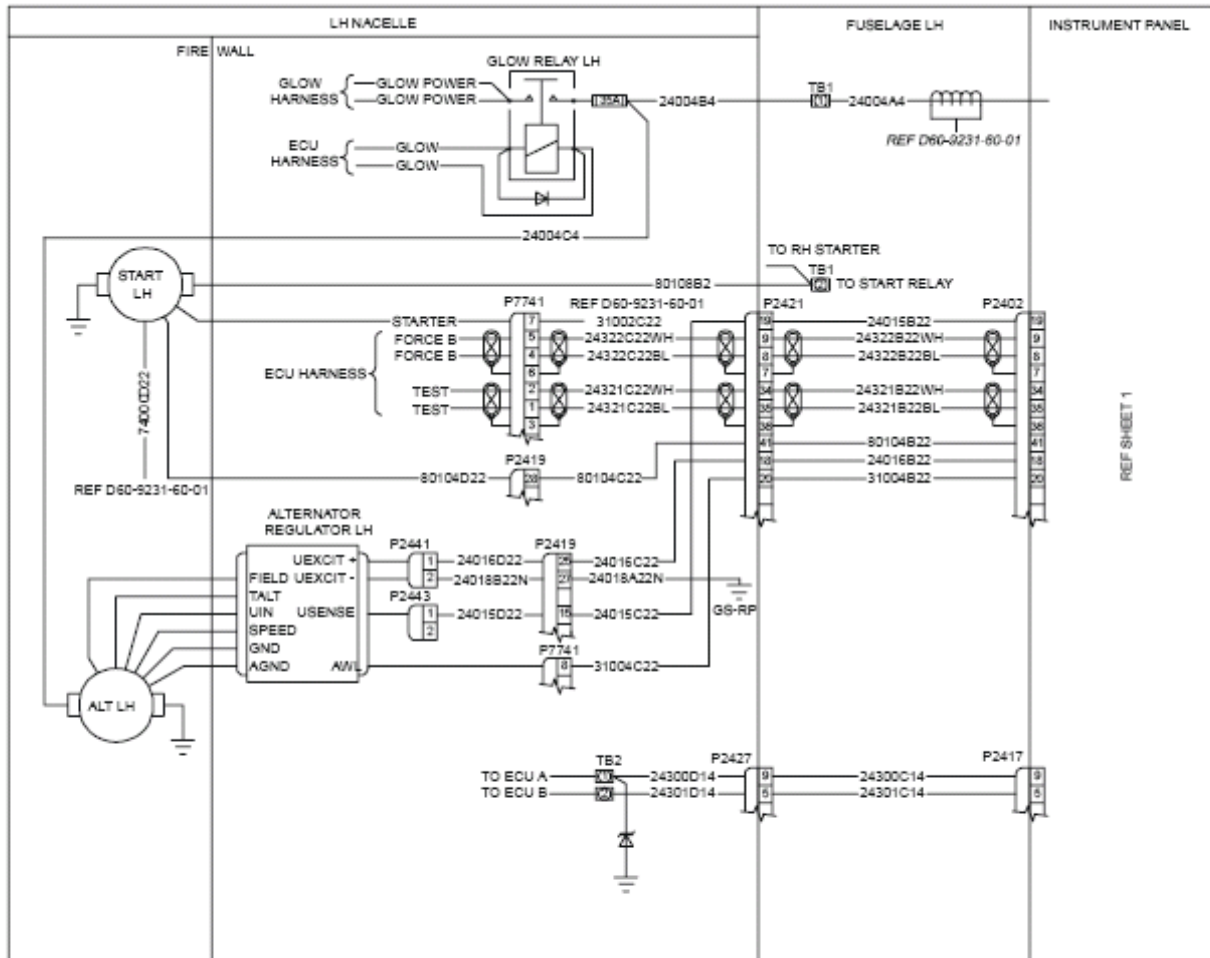 LH NACELLE
FUSELAGE LH
INSTRUMENT PANEL
FIRE WALL
GLOW RELAY LH
GLOW HARNESS
GLOW POWER
GLOW POWER
35A
24004B4
TB1
(1)
24004A4
REF D60-9231-60-01
ECU HARNESS
GLOW
GLOW
24004C4
TO RH STARTER
START LH
80108B2
TB1
(2)
TO START RELAY
P7741
REF D60-9231-60-01
P2421
P2402
STARTER
7
31002C22
19
24015B22
19
ECU HARNESS
FORCE B
5
24322C22WH
9
24322B22WH
9
FORCE B
4
24322C22BL
8
24322B22BL
8
6
7
7
TEST
2
24321C22WH
34
24321B22WH
34
TEST
1
24321C22BL
35
24321B22BL
35
3
36
36
41
80104B22
41
18
24016B22
18
20
31004B22
20
REF SHEET 1
P2419
80104D22
28
80104C22
REF D60-9231-60-01
ALTERNATOR
REGULATOR LH
P2441
P2419
UEXCIT +
1
24016D22
24016C22
FIELD
UEXCIT -
2
24018B22N
27
24018A22N
GS-RP
TALT
P2443
UIN
USENSE
1
24015D22
15
24015C22
2
SPEED
GND
P7741
AGND
AWL
8
31004C22
ALT LH
TB2
P2427
P2417
TO ECU A
(1)
24300D14
9
24300C14
9
TO ECU B
(2)
24301D14
5
24301C14
5